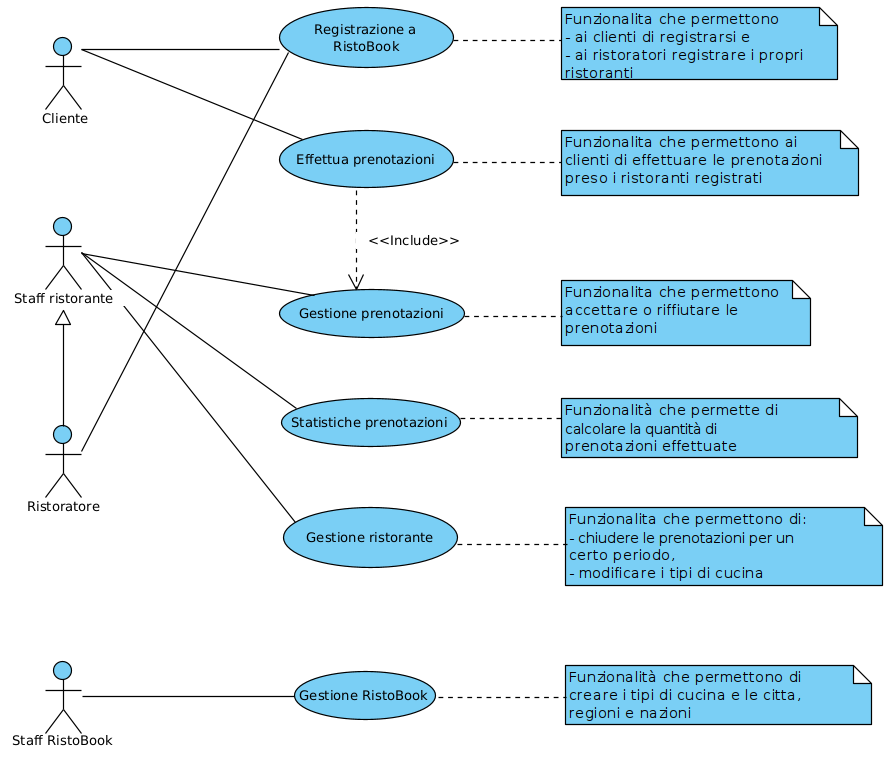 Registrazione a
RistoBook
Funzionalita che permettono
- ai clienti di registrarsi e
- ai ristoratori registrare i propri
ristoranti
Cliente
Effettua prenotazioni
Funzionalita che permettono ai
clienti di effettuare le prenotazioni
preso i ristoranti registrati
<<Include>>
Staff ristorante
Gestione prenotazioni
Funzionalita che permettono
accettare o riffiutare le
prenotazioni
Statistiche prenotazioni
Funzionalità che permette di
calcolare la quantità di
prenotazioni effettuate
Ristoratore
Gestione ristorante
Funzionalita che permettono di:
- chiudere le prenotazioni per un
certo periodo,
- modificare i tipi di cucina
Staff RistoBook
Gestione RistoBook
Funzionalità che permettono di
creare i tipi di cucina e le citta,
regioni e nazioni